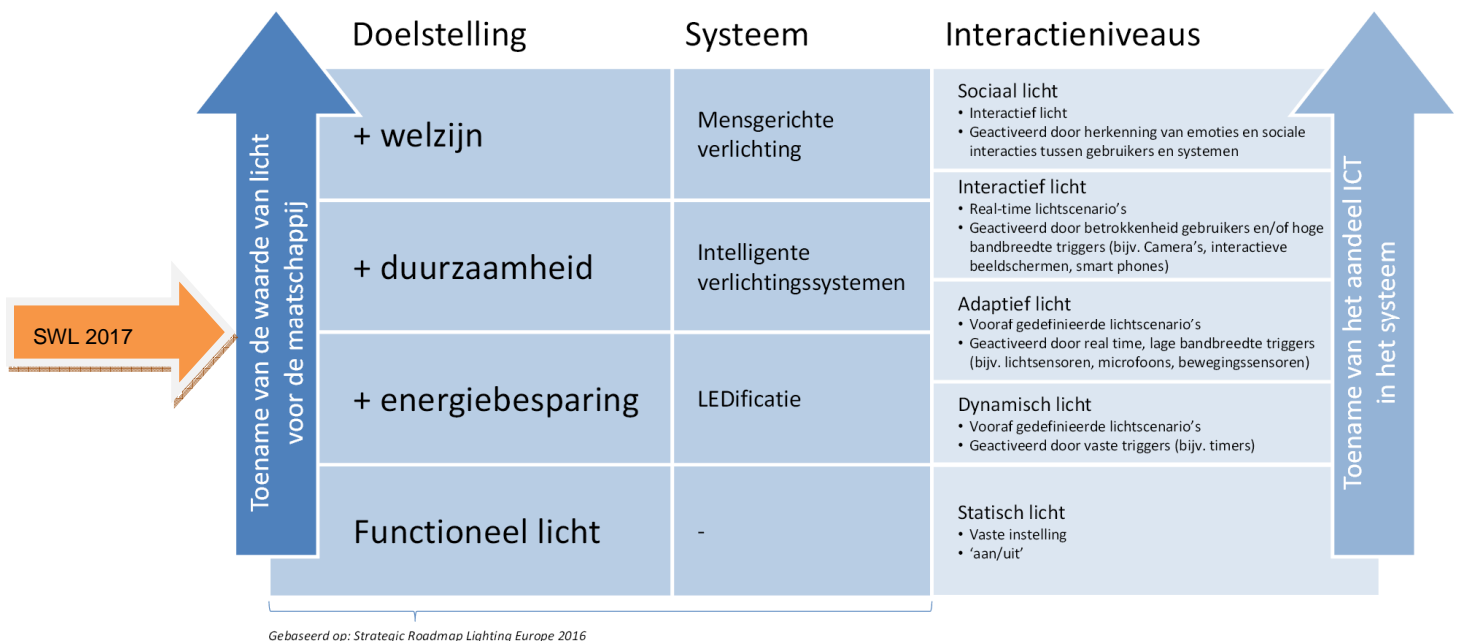 Doelstelling
Systeem
Interactieniveaus
Toename van de waarde van licht
voor de maatschappij
SWL 2017
+ welzijn
Mensgerichte
verlichting
+ duurzaamheid
Intelligente
verlichtingssystemen
+ energiebesparing
LEDificatie
Functioneel licht
-
Sociaal licht
• Interactief licht
• Geactiveerd door herkenning van emoties en sociale
interacties tussen gebruikers en systemen
Interactief licht
• Real-time lichtscenario’s
• Geactiveerd door betrokkenheid gebruikers en/of hoge
bandbreedte triggers (bijv. Camera’s, interactieve
beeldschermen, smart phones)
Adaptief licht
• Vooraf gedefinieerde lichtscenario’s
• Geactiveerd door real time, lage bandbreedte triggers
(bijv. lichtsensoren, microfoons, bewegingssensoren)
Dynamisch licht
• Vooraf gedefinieerde lichtscenario’s
• Geactiveerd door vaste triggers (bijv. timers)
Statisch licht
• Vaste instelling
• ‘aan/uit’
Toename van het aandeel ICT
in het systeem
Gebaseerd op: Strategic Roadmap Lighting Europe 2016